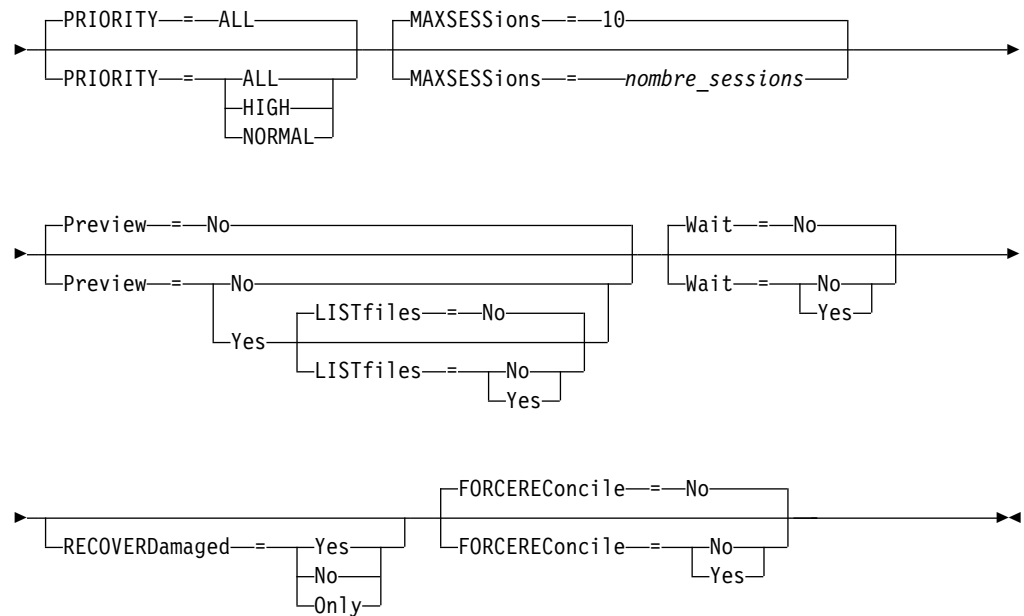 PRIORITY = ALL MAXSESSions = 10
PRIORITY = ALL MAXSESSions = nombre_sessions
HIGH
NORMAL
Preview = No Wait = No
Preview = No Wait = No
LISTfiles = No Yes
Yes
LISTfiles = No
Yes
FORCEREConcile = No
RECOVERDamaged = Yes FORCEREConcile = No
No Yes
Only